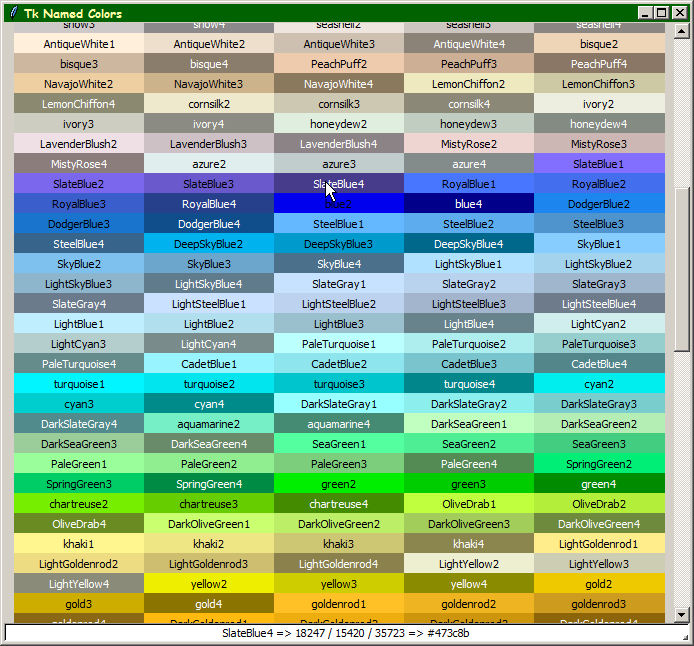 Tk Named Colors
snow3 snow4 seashell2 seashell3 seashell4
AntiqueWhite1 AntiqueWhite2 AntiqueWhite3 AntiqueWhite4 bisque2
bisque3 bisque4 PeachPuff2 PeachPuff3 PeachPuff4
NavajoWhite2 NavajoWhite3 NavajoWhite4 LemonChiffon2 LemonChiffon3
LemonChiffon4 cornsilk2 cornsilk3 cornsilk4 ivory2
ivory3 ivory4 honeydew2 honeydew3 honeydew4
LavenderBlush2 LavenderBlush3 LavenderBlush4 MistyRose2 MistyRose3
MistyRose4 azure2 azure3 azure4 SlateBlue1
SlateBlue2 SlateBlue3 SlateBlue4 RoyalBlue1 RoyalBlue2
RoyalBlue3 RoyalBlue4 blue2 blue4 DodgerBlue2
DodgerBlue3 DodgerBlue4 SteelBlue1 SteelBlue2 SteelBlue3
SteelBlue4 DeepSkyBlue2 DeepSkyBlue3 DeepSkyBlue4 SkyBlue1
SkyBlue2 SkyBlue3 SkyBlue4 LightSkyBlue1 LightSkyBlue2
LightSkyBlue3 LightSkyBlue4 SlateGray1 SlateGray2 SlateGray3
SlateGray4 LightSteelBlue1 LightSteelBlue2 LightSteelBlue3 LightSteelBlue4
LightBlue1 LightBlue2 LightBlue3 LightBlue4 LightCyan2
LightCyan3 LightCyan4 PaleTurquoise1 PaleTurquoise2 PaleTurquoise3
PaleTurquoise4 CadetBlue1 CadetBlue2 CadetBlue3 CadetBlue4
turquoise1 turquoise2 turquoise3 turquoise4 cyan2
cyan3 cyan4 DarkSlateGray1 DarkSlateGray2 DarkSlateGray3
DarkSlateGray4 aquamarine2 aquamarine4 DarkSeaGreen1 DarkSeaGreen2
DarkSeaGreen3 DarkSeaGreen4 SeaGreen1 SeaGreen2 SeaGreen3
PaleGreen1 PaleGreen2 PaleGreen3 PaleGreen4 SpringGreen2
SpringGreen3 SpringGreen4 green2 green3 green4
chartreuse2 chartreuse3 chartreuse4 OliveDrab1 OliveDrab2
OliveDrab4 DarkOliveGreen1 DarkOliveGreen2 DarkOliveGreen3 DarkOliveGreen4
khaki1 khaki2 khaki3 khaki4 LightGoldenrod1
LightGoldenrod2 LightGoldenrod3 LightGoldenrod4 LightYellow2 LightYellow3
LightYellow4 yellow2 yellow3 yellow4 gold2
gold3 gold4 goldenrod1 goldenrod2 goldenrod3
goldenrod4 DarkGoldenrod1 DarkGoldenrod2 DarkGoldenrod3 DarkGoldenrod4
SlateBlue4 => 18247 / 15420 / 35723 => #473c8b